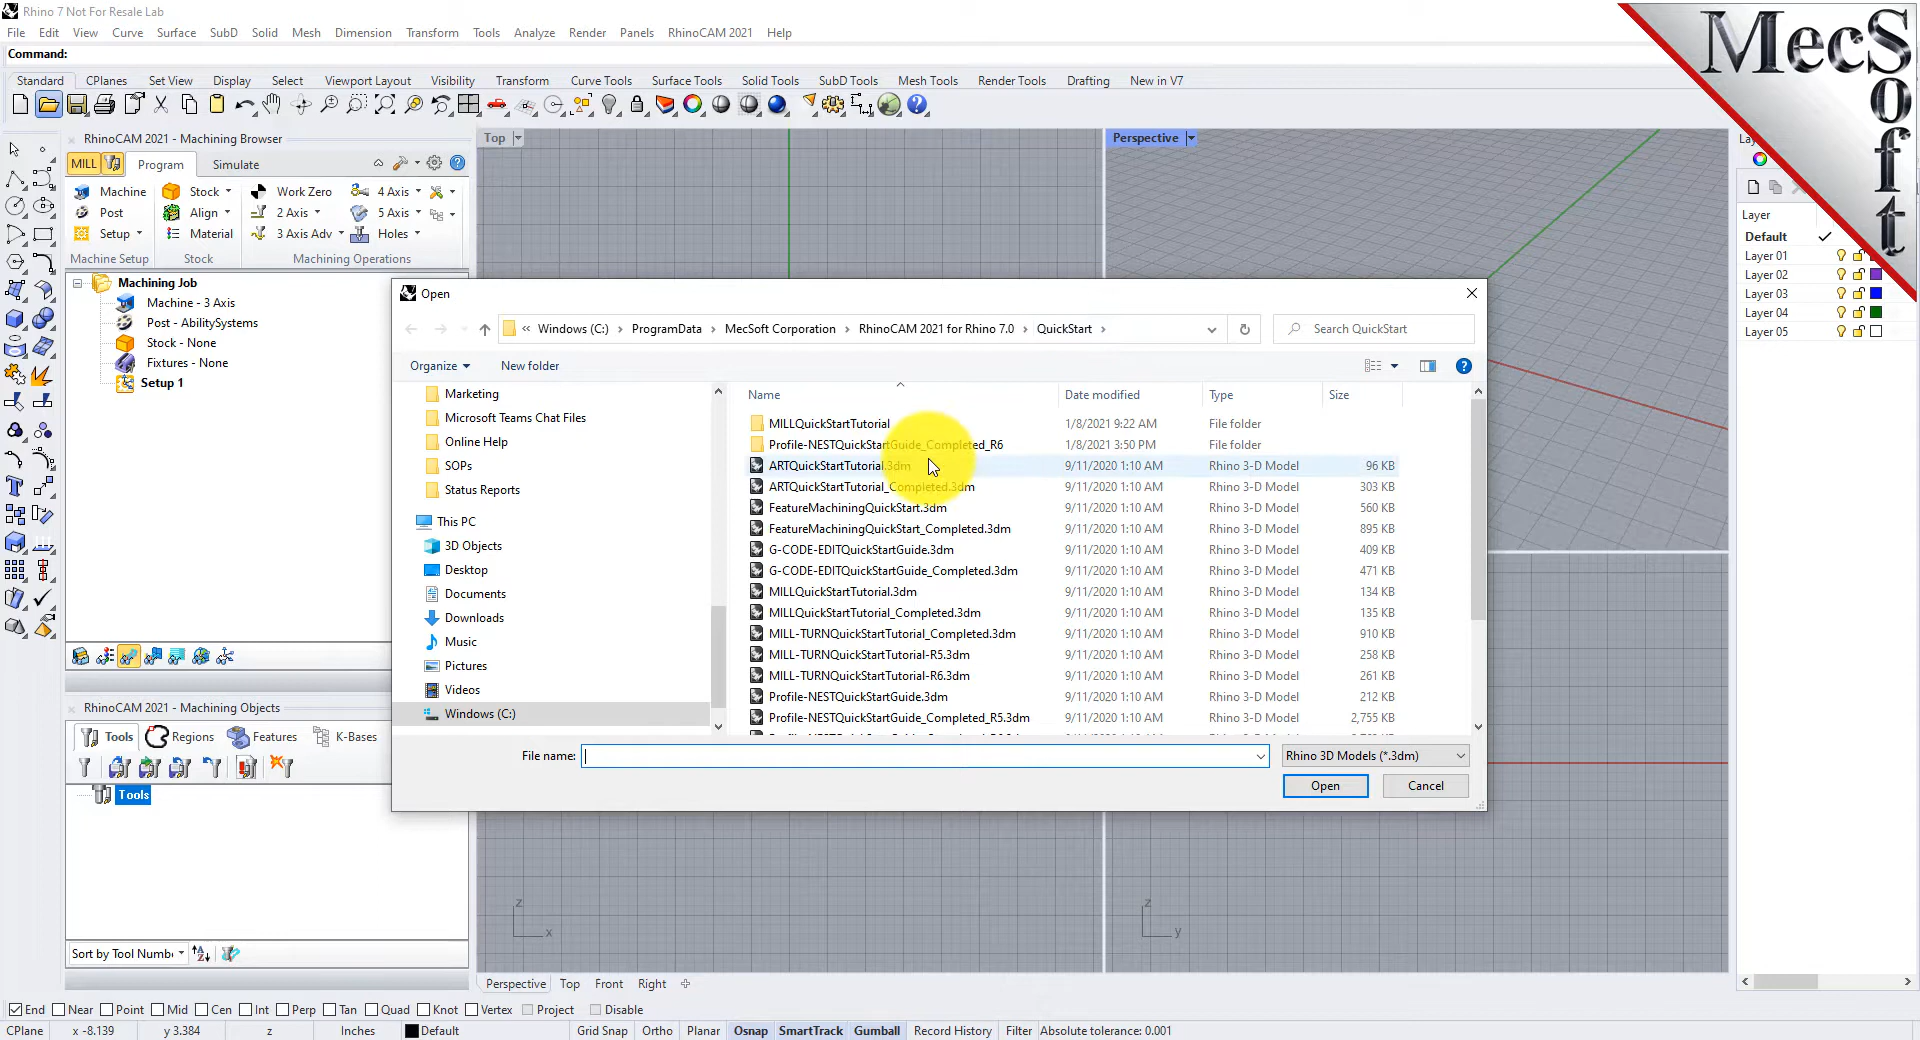 Rhino 7 Not For Resale Lab
File Edit View Curve Surface SubD Solid Mesh Dimension Transform Tools Analyze Render Panels RhinoCAM 2021 Help
Command:
Standard CPlanes Set View Display Select Viewport Layout Visibility Transform Curve Tools Surface Tools Solid Tools SubD Tools Mesh Tools Render Tools Drafting New in V7
MecSoft
RhinoCAM 2021 - Machining Browser
MILL Program Simulate
Machine Stock Work Zero 4 Axis
Post Align 2 Axis 5 Axis
Setup Material 3 Axis Adv Holes
Machine Setup Stock Machining Operations
Machining Job
Machine - 3 Axis
Post - AbilitySystems
Stock - None
Fixtures - None
Setup 1
RhinoCAM 2021 - Machining Objects
Tools Regions Features K-Bases
Tools
Sort by Tool Numbe
Top
Perspective
Open
« Windows (C:) › ProgramData › MecSoft Corporation › RhinoCAM 2021 for Rhino 7.0 › QuickStart ›
Search QuickStart
Organize New folder
Marketing
Microsoft Teams Chat Files
Online Help
SOPs
Status Reports
This PC
3D Objects
Desktop
Documents
Downloads
Music
Pictures
Videos
Windows (C:)
Name Date modified Type Size
MILLQuickStartTutorial 1/8/2021 9:22 AM File folder
Profile-NESTQuickStartGuide_Completed_R6 1/8/2021 3:50 PM File folder
ARTQuickStartTutorial.3dm 9/11/2020 1:10 AM Rhino 3-D Model 96 KB
ARTQuickStartTutorial_Completed.3dm 9/11/2020 1:10 AM Rhino 3-D Model 303 KB
FeatureMachiningQuickStart.3dm 9/11/2020 1:10 AM Rhino 3-D Model 560 KB
FeatureMachiningQuickStart_Completed.3dm 9/11/2020 1:10 AM Rhino 3-D Model 895 KB
G-CODE-EDITQuickStartGuide.3dm 9/11/2020 1:10 AM Rhino 3-D Model 409 KB
G-CODE-EDITQuickStartGuide_Completed.3dm 9/11/2020 1:10 AM Rhino 3-D Model 471 KB
MILLQuickStartTutorial.3dm 9/11/2020 1:10 AM Rhino 3-D Model 134 KB
MILLQuickStartTutorial_Completed.3dm 9/11/2020 1:10 AM Rhino 3-D Model 135 KB
MILL-TURNQuickStartTutorial_Completed.3dm 9/11/2020 1:10 AM Rhino 3-D Model 910 KB
MILL-TURNQuickStartTutorial-R5.3dm 9/11/2020 1:10 AM Rhino 3-D Model 258 KB
MILL-TURNQuickStartTutorial-R6.3dm 9/11/2020 1:10 AM Rhino 3-D Model 261 KB
Profile-NESTQuickStartGuide.3dm 9/11/2020 1:10 AM Rhino 3-D Model 212 KB
Profile-NESTQuickStartGuide_Completed_R5.3dm 9/11/2020 1:10 AM Rhino 3-D Model 2,755 KB
File name: Rhino 3D Models (*.3dm)
Open Cancel
z
x
z
y
Layer
Default
Layer 01
Layer 02
Layer 03
Layer 04
Layer 05
Perspective Top Front Right
End Near Point Mid Cen Int Perp Tan Quad Knot Vertex Project Disable
CPlane x -8.139 y 3.384 z Inches Default Grid Snap Ortho Planar Osnap SmartTrack Gumball Record History Filter Absolute tolerance: 0.001